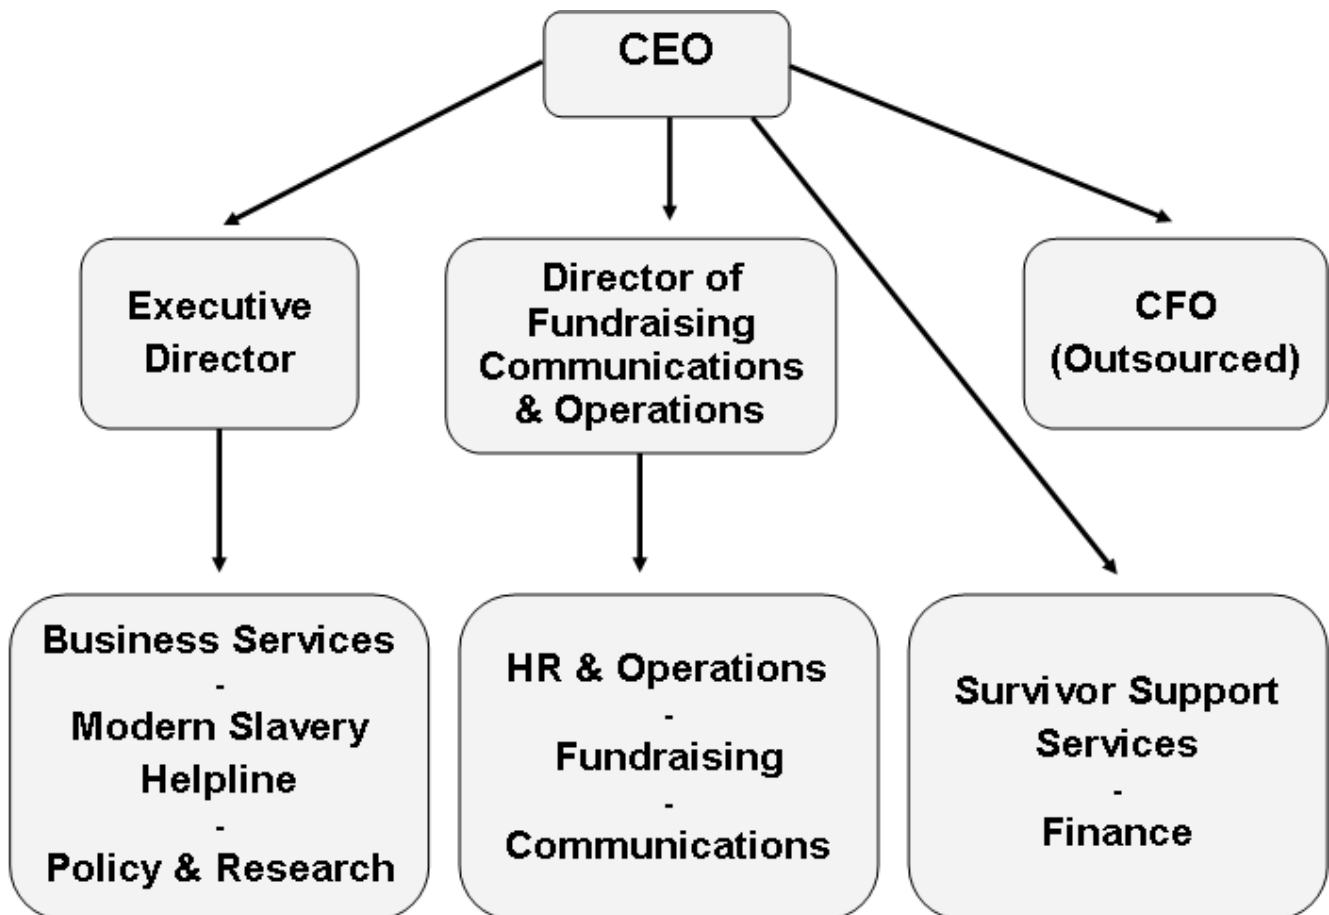 CEO
Executive
Director
Director of
Fundraising
Communications
& Operations
CFO
(Outsourced)
Business Services
-
Modern Slavery
Helpline
-
Policy & Research
HR & Operations
-
Fundraising
-
Communications
Survivor Support
Services
-
Finance